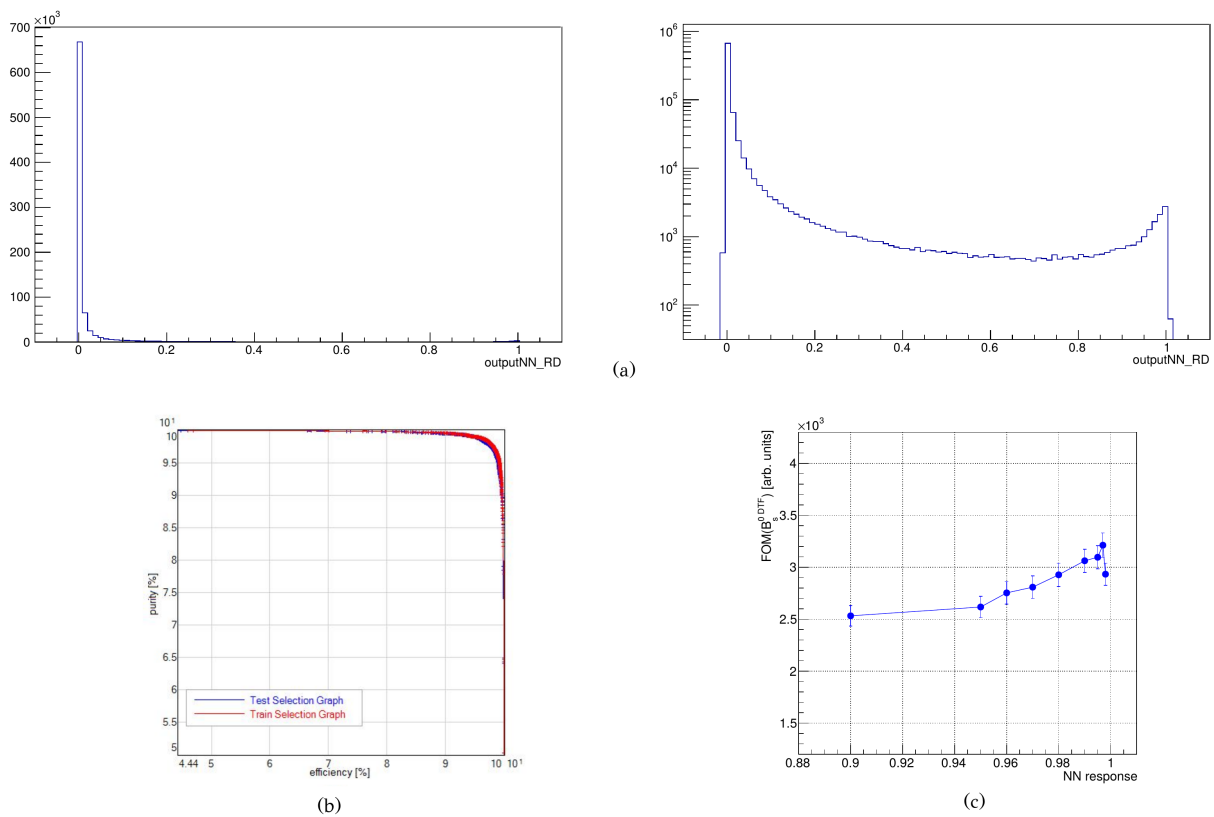 ×10³
700
600
500
400
300
200
100
0
0 0.2 0.4 0.6 0.8 1
outputNN_RD
10⁶
10⁵
10⁴
10³
10²
0 0.2 0.4 0.6 0.8 1
outputNN_RD
(a)
10¹
10
9.5
9
8.5
8
7.5
7
6.5
6
5.5
5
purity [%]
Test Selection Graph
Train Selection Graph
4.44 5 6 7 8 9 10 10¹
efficiency [%]
(b)
×10³
FOM(B_s^{0 DTF}) [arb. units]
4
3.5
3
2.5
2
1.5
0.88 0.9 0.92 0.94 0.96 0.98 1
NN response
(c)